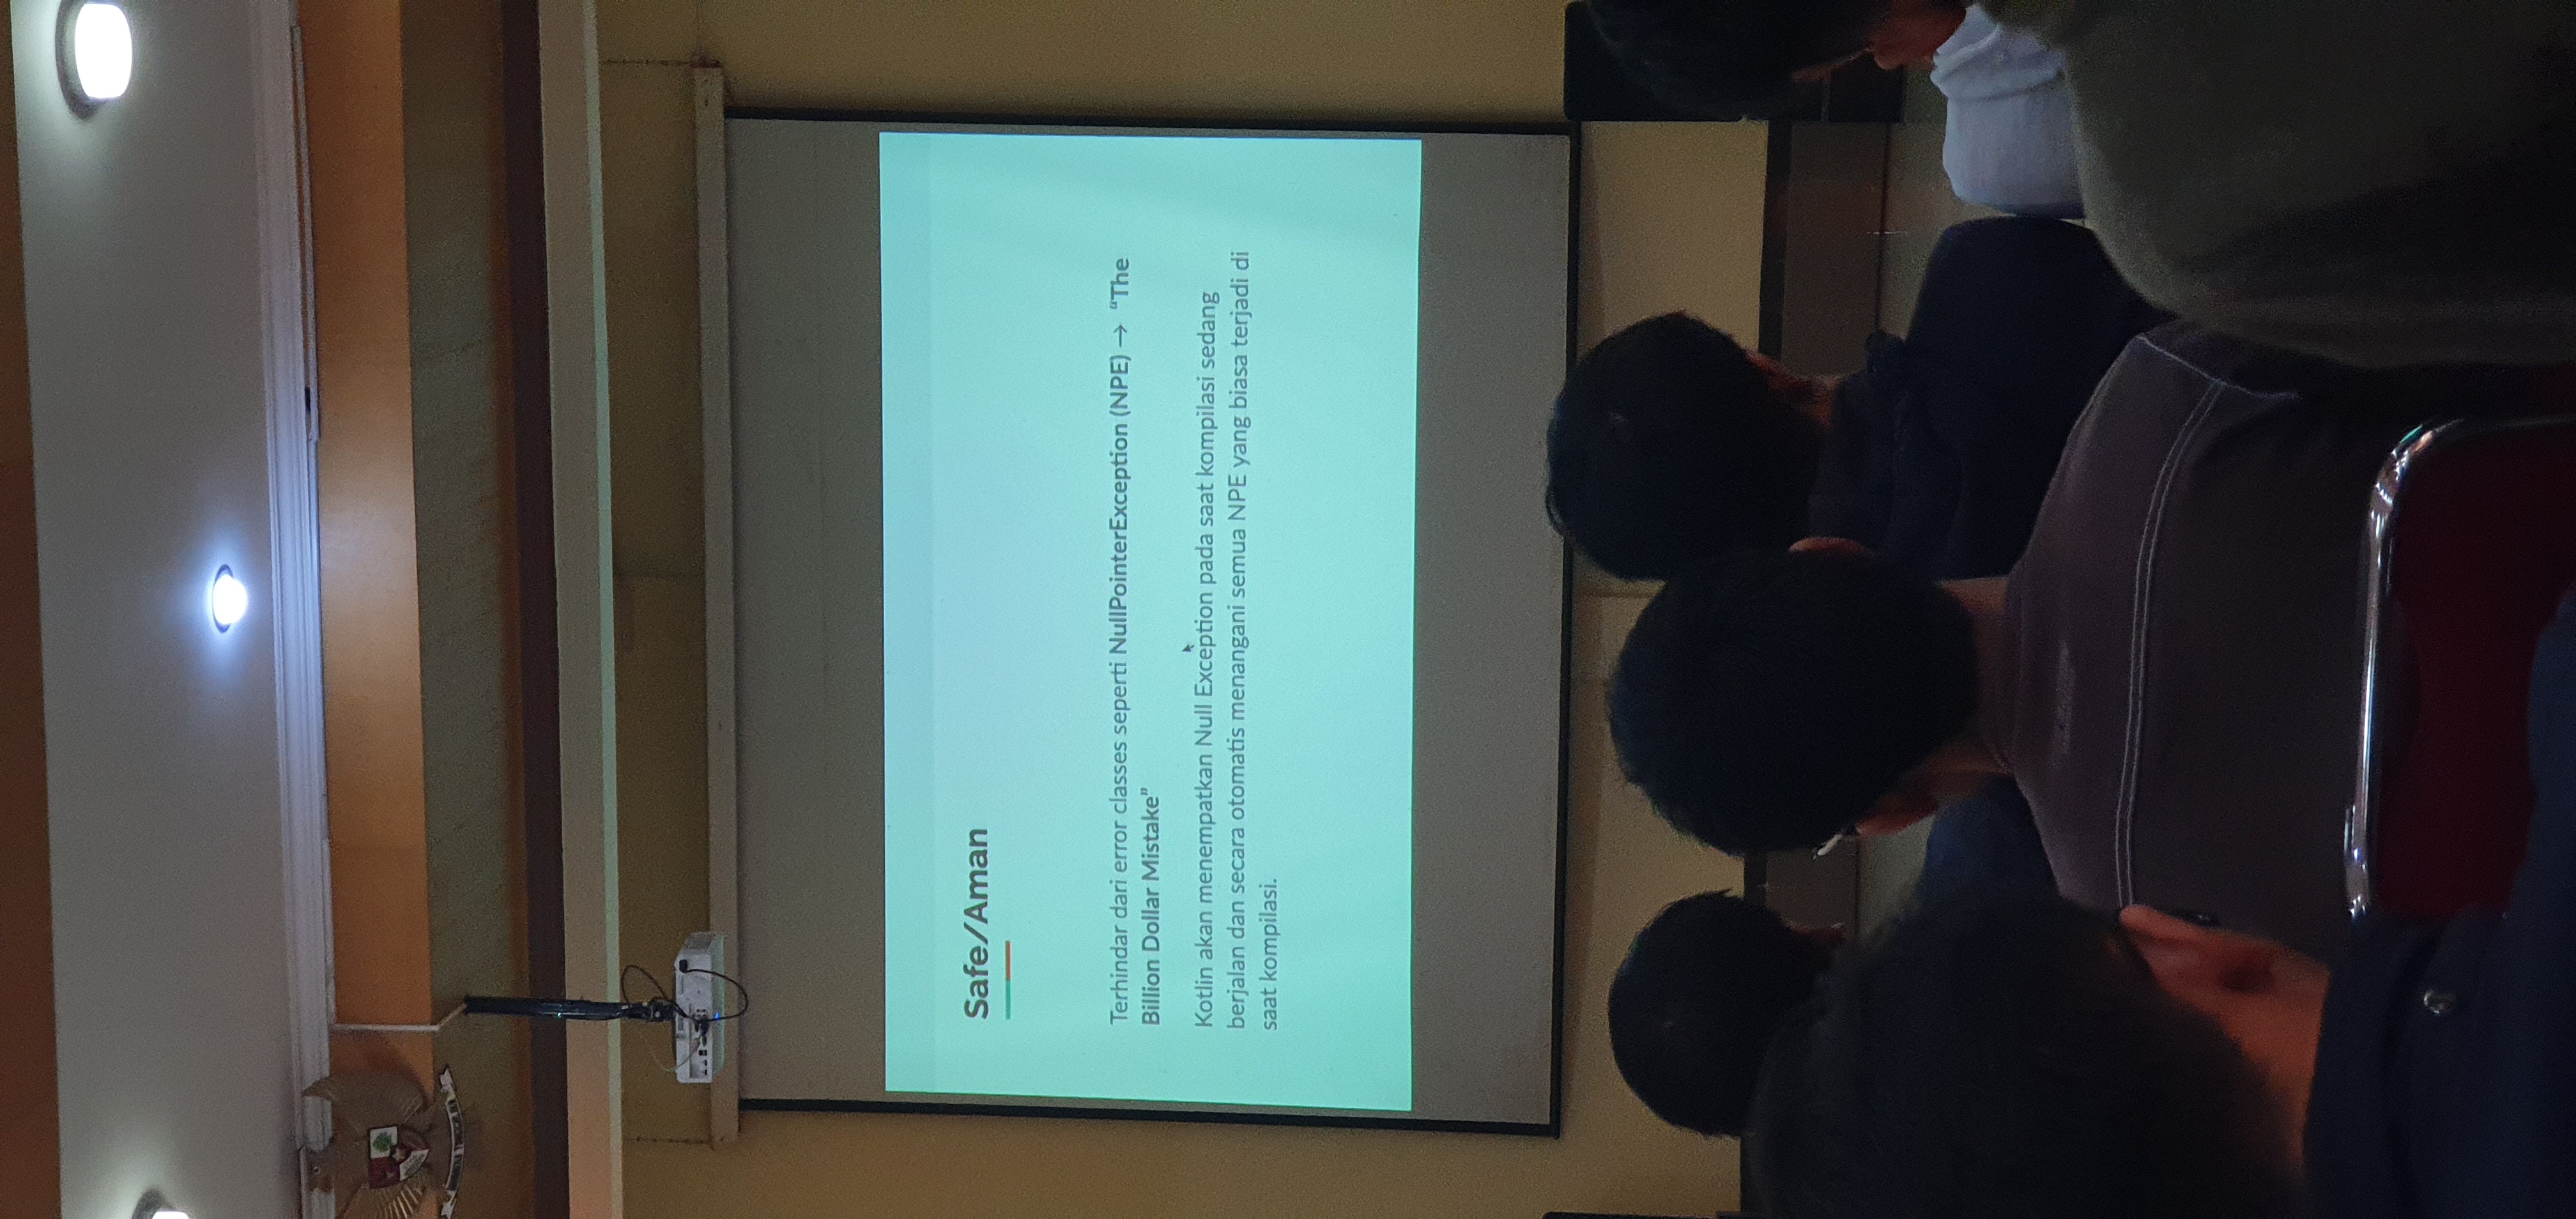 Safe/Aman
Terhindar dari error classes seperti NullPointerException (NPE) → “The
Billion Dollar Mistake”
Kotlin akan menempatkan Null Exception pada saat kompilasi sedang
berjalan dan secara otomatis menangani semua NPE yang biasa terjadi di
saat kompilasi.